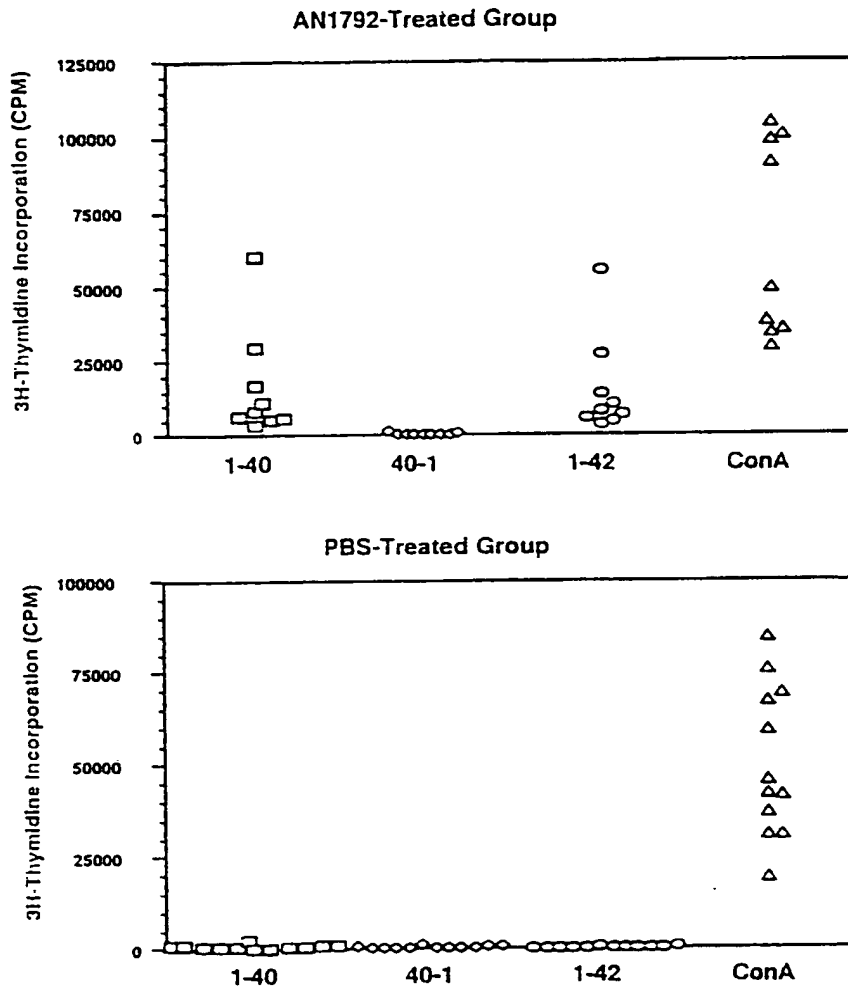 AN1792-Treated Group
3H-Thymidine Incorporation (CPM)
125000
100000
75000
50000
25000
0
1-40 40-1 1-42 ConA
PBS-Treated Group
3H-Thymidine Incorporation (CPM)
100000
75000
50000
25000
0
1-40 40-1 1-42 ConA